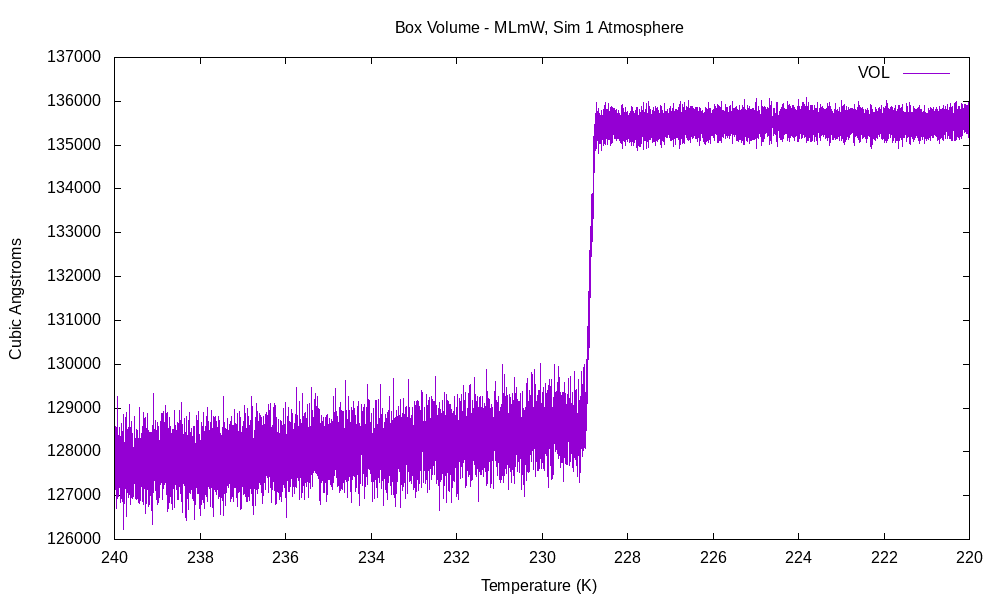 Box Volume - MLmW, Sim 1 Atmosphere
VOL
137000
136000
135000
134000
133000
132000
131000
130000
129000
128000
127000
126000
Cubic Angstroms
240 238 236 234 232 230 228 226 224 222 220
Temperature (K)